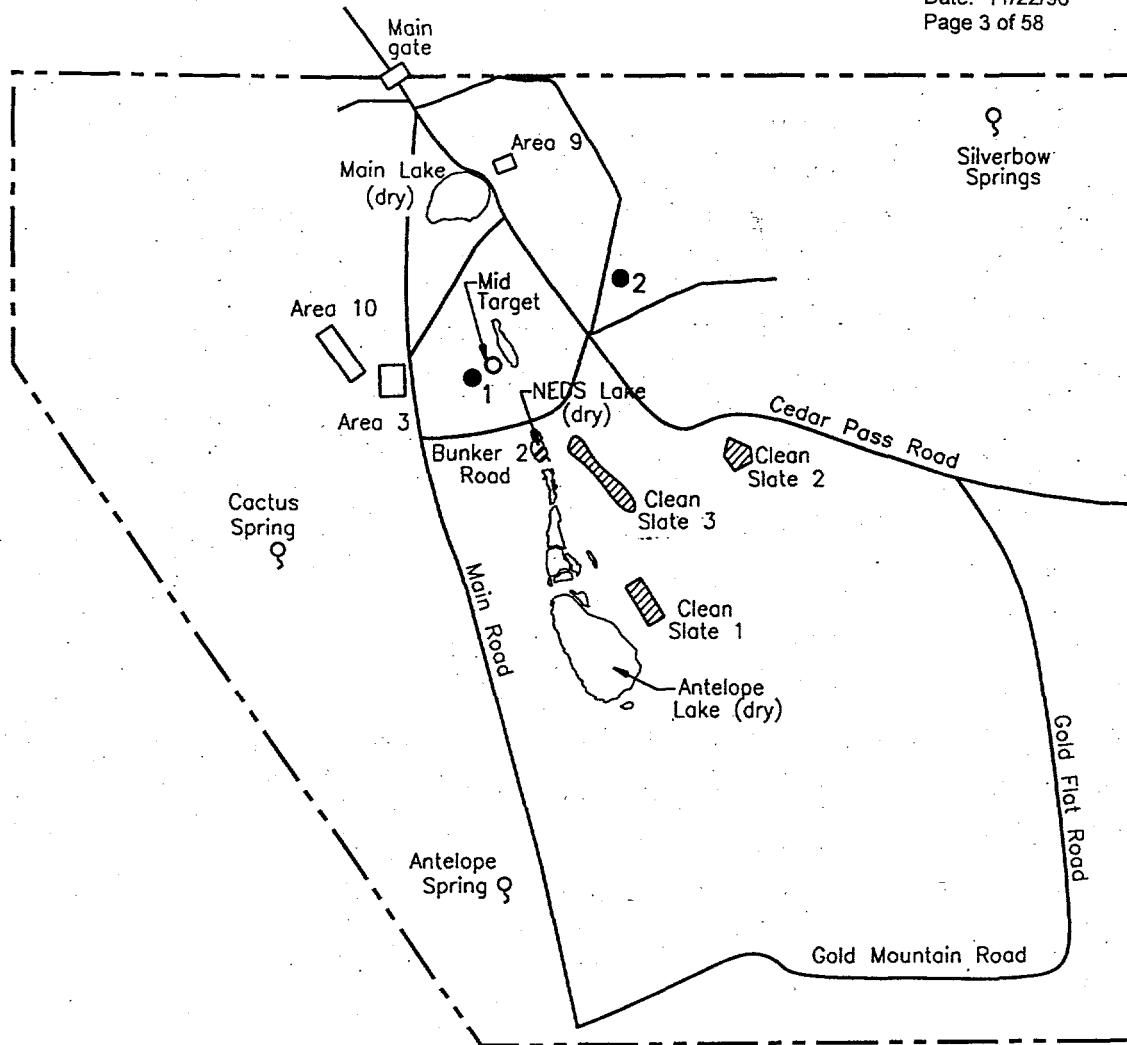 Page 3 of 58
Main
gate
Area 9
Silverbow
Springs
Main Lake
(dry)
2
Mid
Target
Area 10
1
NEDS Lake
(dry)
Area 3
Cedar Pass Road
Bunker 2
Road
Clean
Slate 2
Clean
Slate 3
Cactus
Spring
Main Road
Clean
Slate 1
Antelope
Lake (dry)
Gold Flat Road
Antelope
Spring
Gold Mountain Road